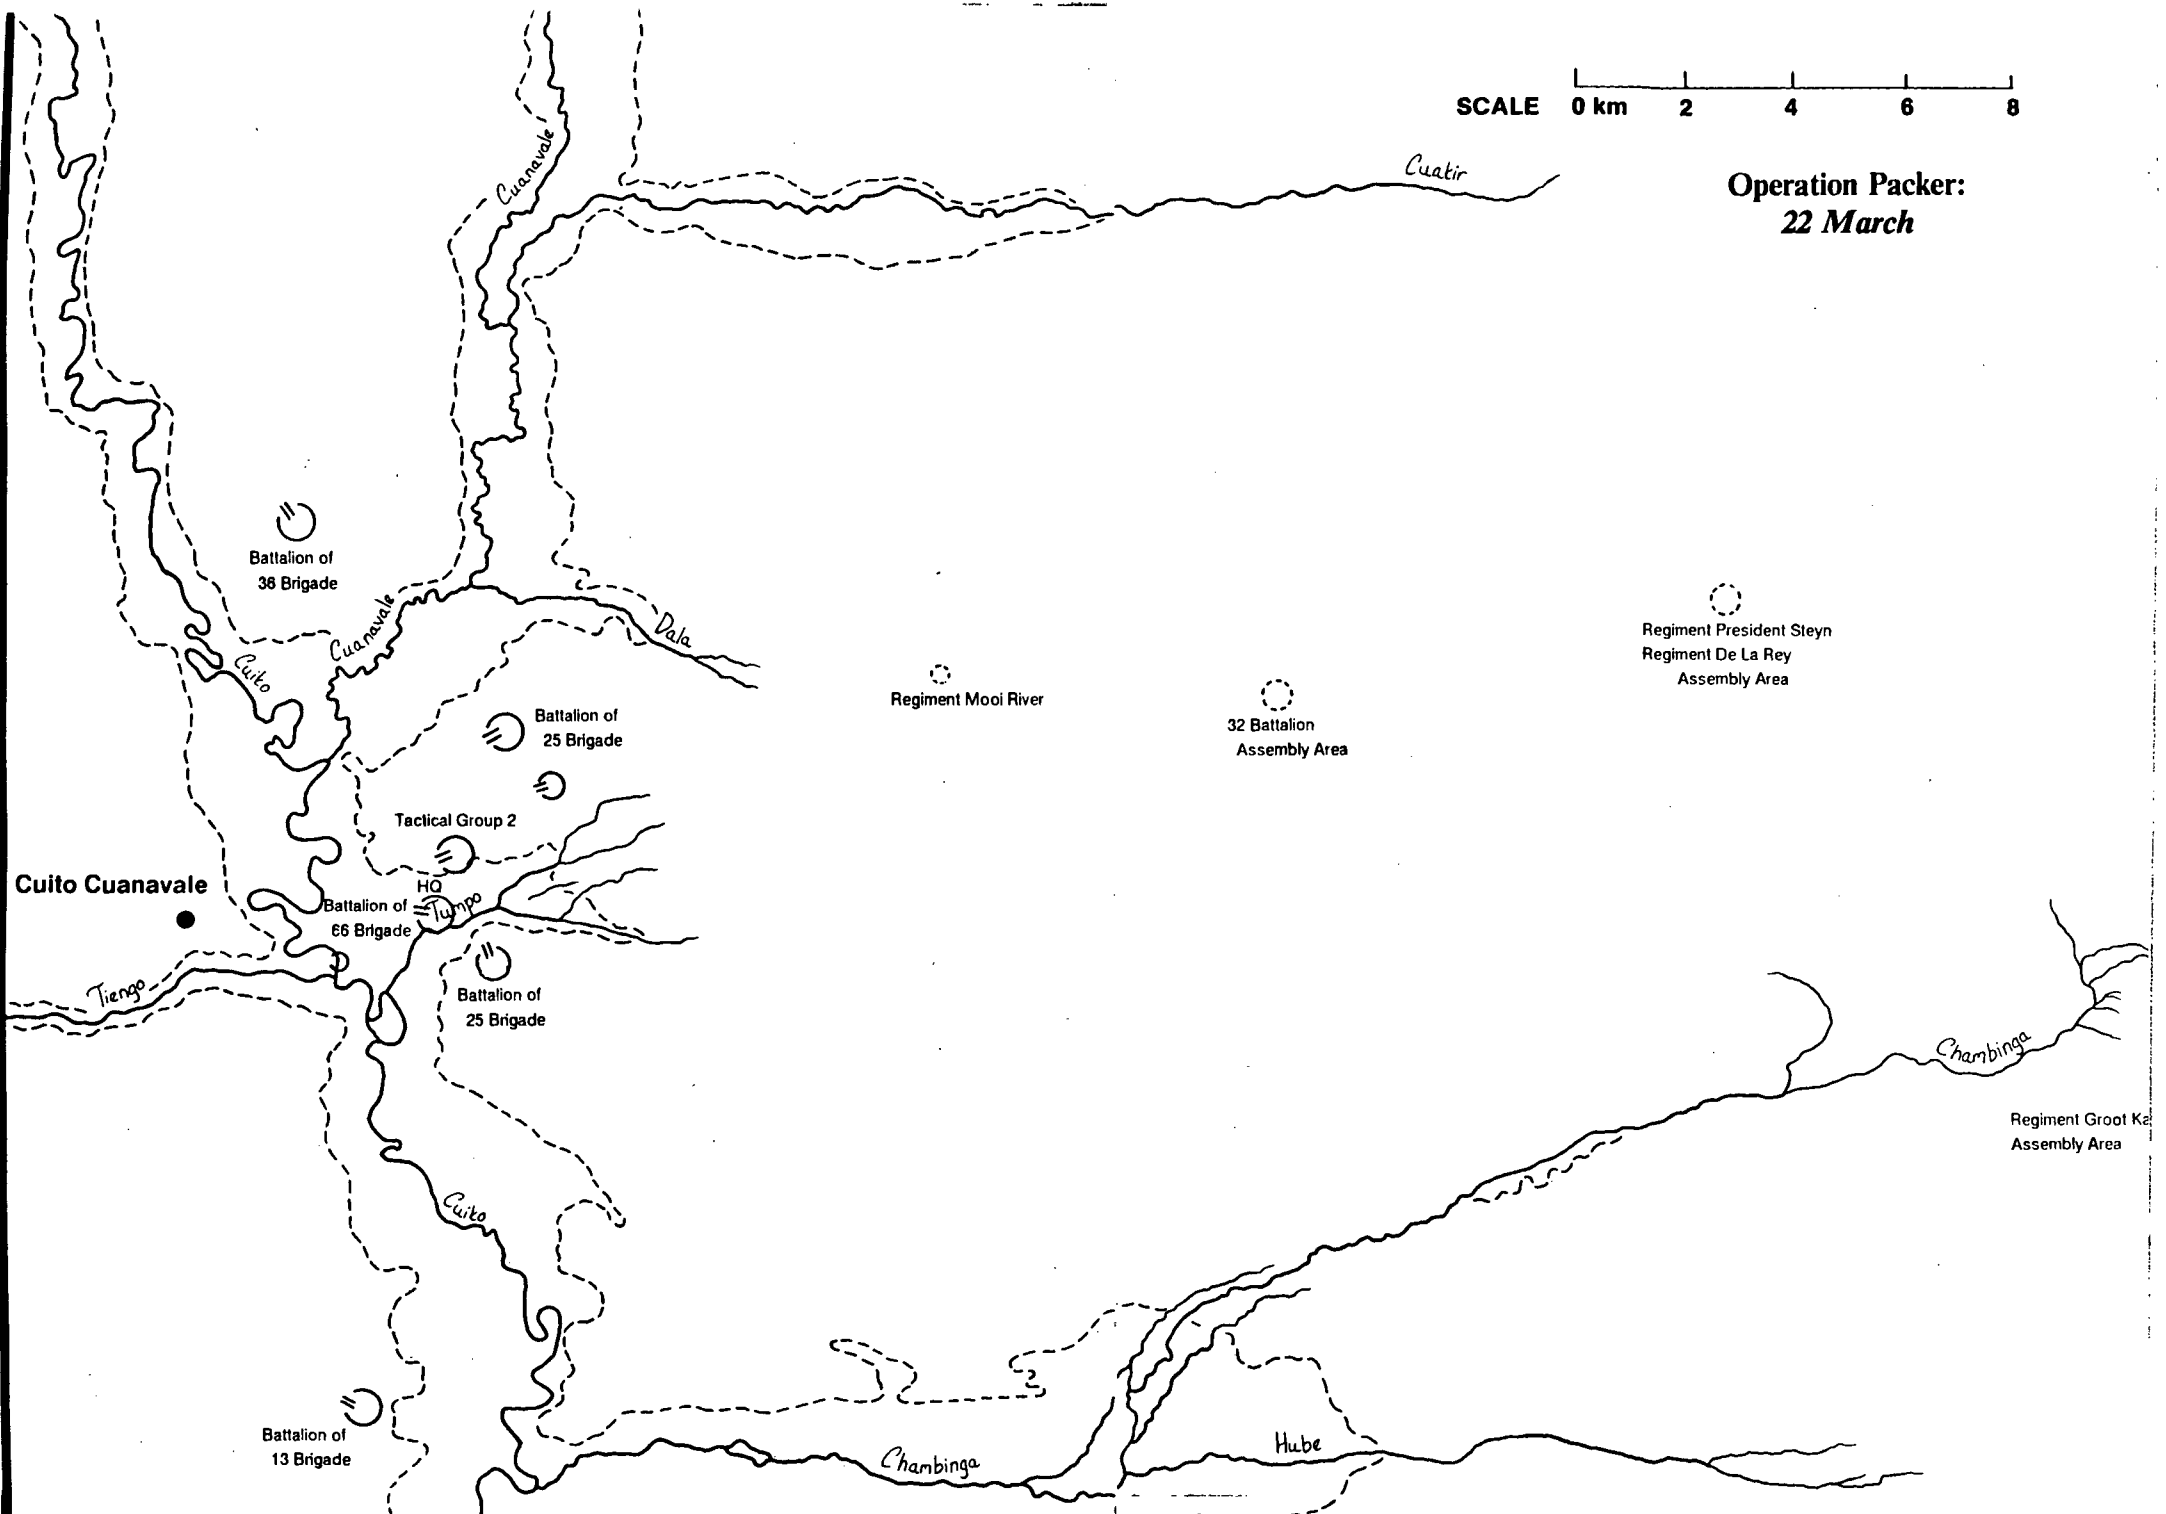 SCALE 0 km 2 4 6 8
Operation Packer:
22 March
Cuanavale
Cuatir
Battalion of
36 Brigade
Cuanavale
Cuito
Dala
Regiment President Steyn
Regiment De La Rey
Assembly Area
Regiment Mooi River
32 Battalion
Assembly Area
Battalion of
25 Brigade
Tactical Group 2
Cuito Cuanavale
HQ
Battalion of
66 Brigade
Tumpo
Tiengo
Battalion of
25 Brigade
Chambinga
Regiment Groot Ka
Assembly Area
Cuito
Battalion of
13 Brigade
Chambinga
Hube